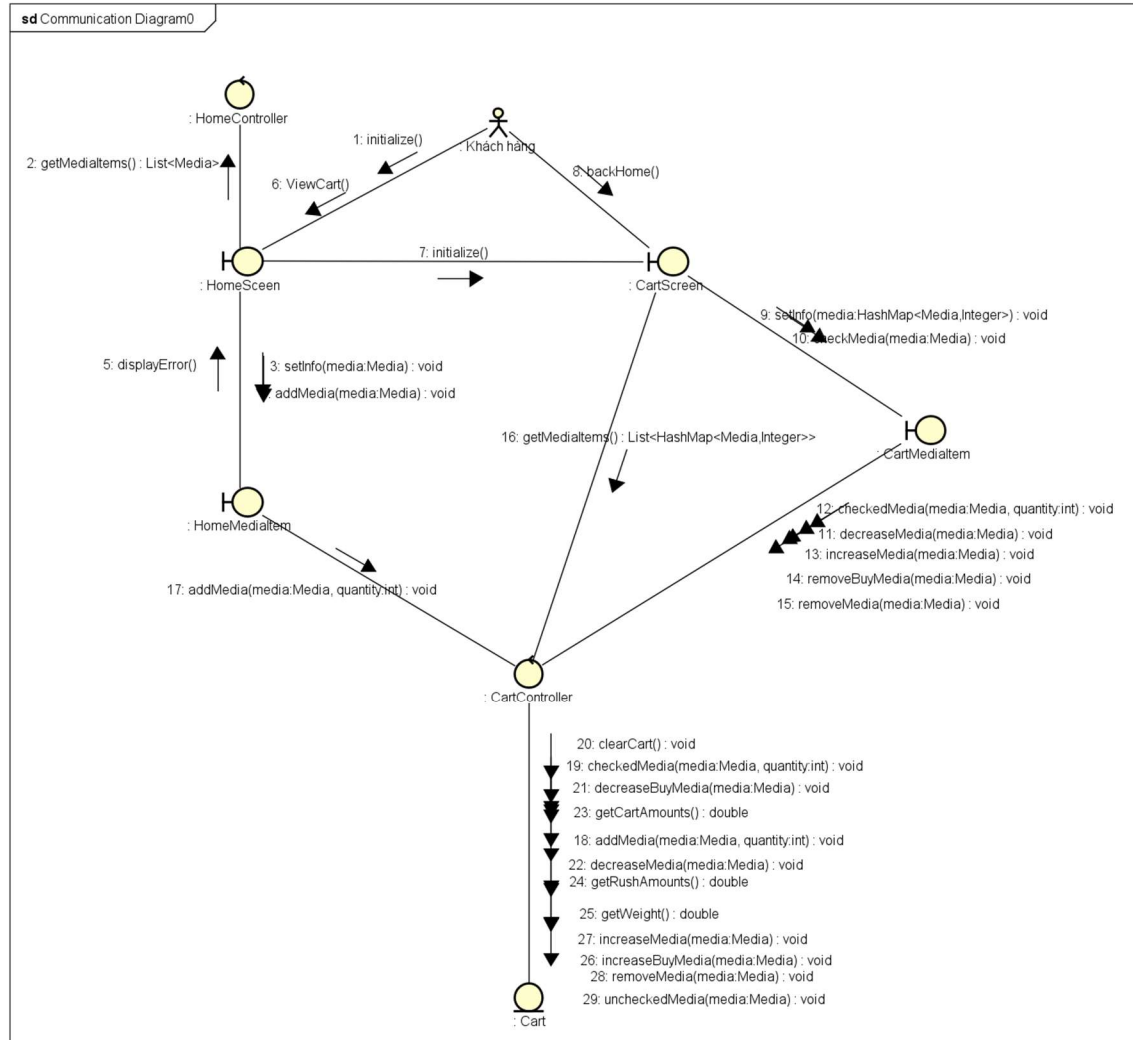 sd Communication Diagram0
: HomeController
: Khách hàng
1: initialize()
2: getMediaItems() : List<Media>
6: ViewCart()
8: backHome()
7: initialize()
: HomeSceen
: CartScreen
9: setInfo(media:HashMap<Media,Integer>) : void
10: checkMedia(media:Media) : void
5: displayError()
3: setInfo(media:Media) : void
addMedia(media:Media) : void
16: getMediaItems() : List<HashMap<Media,Integer>>
: CartMediaItem
: HomeMediaItem
12: checkedMedia(media:Media, quantity:int) : void
11: decreaseMedia(media:Media) : void
13: increaseMedia(media:Media) : void
14: removeBuyMedia(media:Media) : void
15: removeMedia(media:Media) : void
17: addMedia(media:Media, quantity:int) : void
: CartController
20: clearCart() : void
19: checkedMedia(media:Media, quantity:int) : void
21: decreaseBuyMedia(media:Media) : void
23: getCartAmounts() : double
18: addMedia(media:Media, quantity:int) : void
22: decreaseMedia(media:Media) : void
24: getRushAmounts() : double
25: getWeight() : double
27: increaseMedia(media:Media) : void
26: increaseBuyMedia(media:Media) : void
28: removeMedia(media:Media) : void
29: uncheckedMedia(media:Media) : void
: Cart